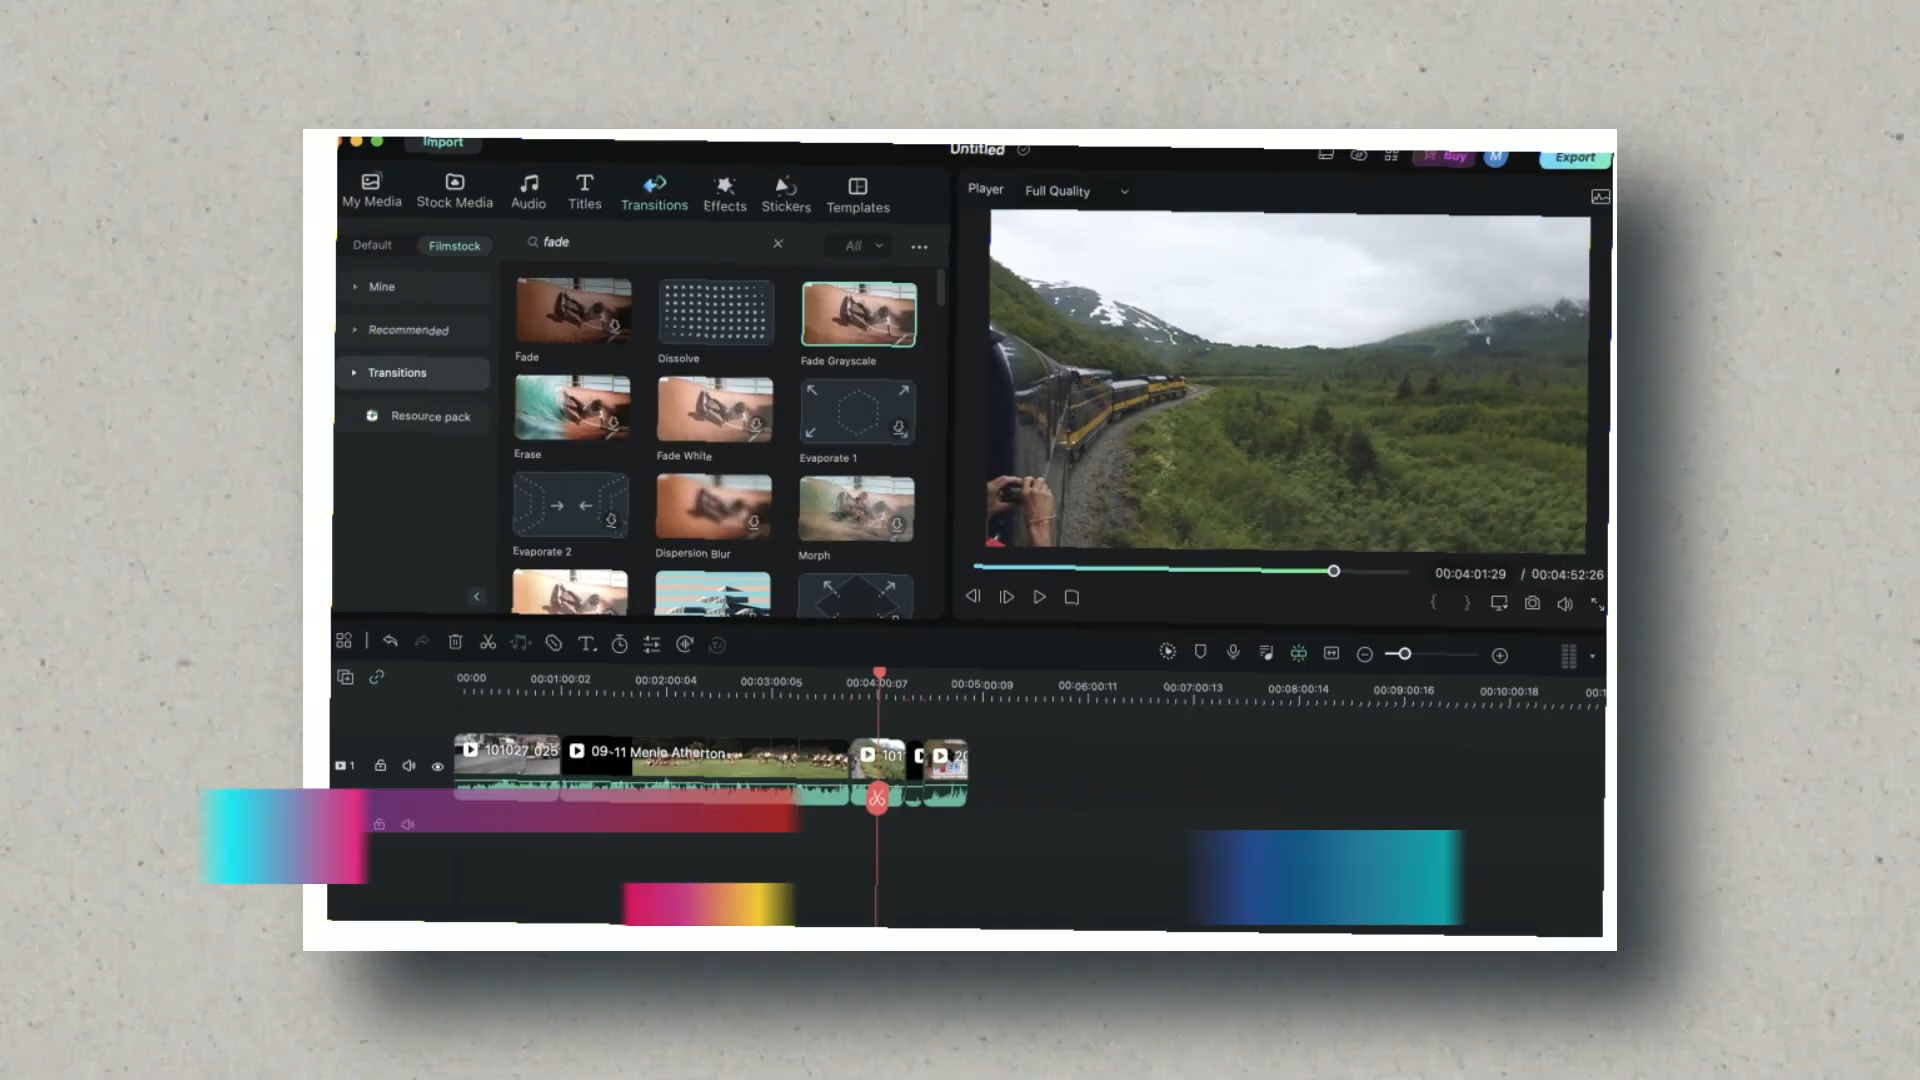 Import
Untitled
Buy
M
Export
My Media
Stock Media
Audio
Titles
Transitions
Effects
Stickers
Templates
Player
Full Quality
Default
Filmstock
fade
All
Mine
Recommended
Transitions
Resource pack
Fade
Dissolve
Fade Grayscale
Erase
Fade White
Evaporate 1
Evaporate 2
Dispersion Blur
Morph
00:04:01:29 / 00:04:52:26
:00:00
00:01:00:02
00:02:00:04
00:03:00:05
00:04:00:07
00:05:00:09
00:06:00:11
00:07:00:13
00:08:00:14
00:09:00:16
00:10:00:18
00:1
1
101027_025
09-11 Menlo Atherton
101
20